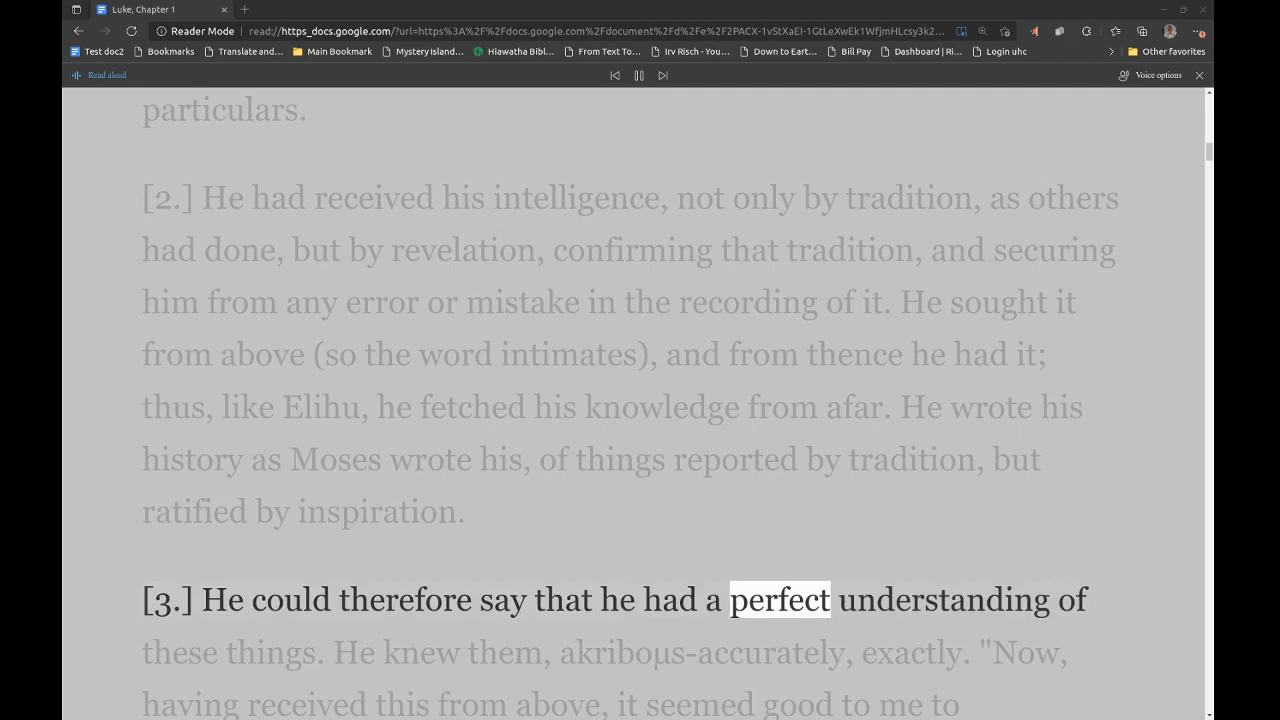 Luke, Chapter 1
Reader Mode read://https_docs.google.com/?url=https%3A%2F%2Fdocs.google.com%2Fdocument%2Fd%2Fe%2F2PACX-1vStXaEI-1GtLeXwEk1WfjmHLcsy3k2...
Test doc2 Bookmarks Translate and... Main Bookmark Mystery Island... Hiawatha Bibl... From Text To... Irv Risch - You... Down to Eart... Bill Pay Dashboard | Ri... Login uhc Other favorites
Read aloud Voice options
particulars.
[2.] He had received his intelligence, not only by tradition, as others
had done, but by revelation, confirming that tradition, and securing
him from any error or mistake in the recording of it. He sought it
from above (so the word intimates), and from thence he had it;
thus, like Elihu, he fetched his knowledge from afar. He wrote his
history as Moses wrote his, of things reported by tradition, but
ratified by inspiration.
[3.] He could therefore say that he had a perfect understanding of
these things. He knew them, akriboµs-accurately, exactly. "Now,
having received this from above, it seemed good to me to